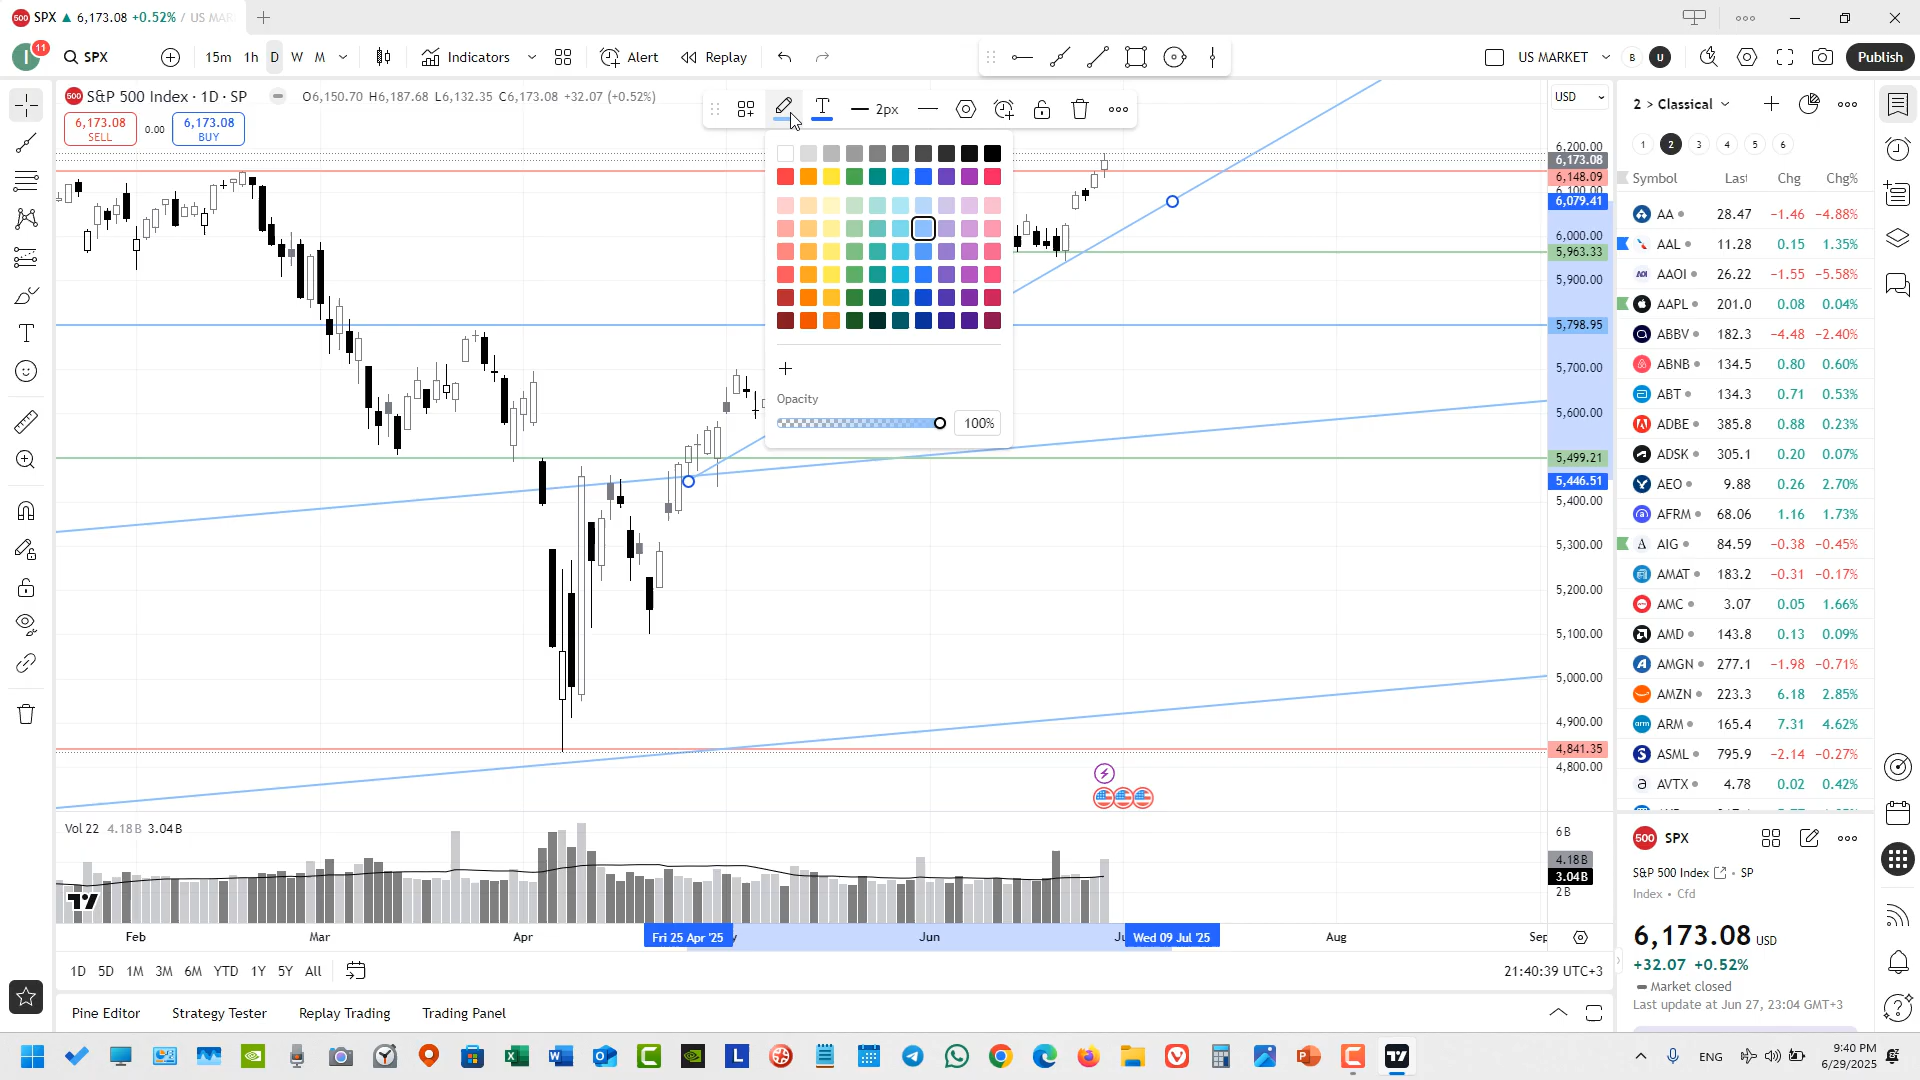 500 SPX ▲ 6,173.08 +0.52% / US MAR
I 11 SPX 15m 1h D W M Indicators Alert Replay US MARKET B U Publish
500 S&P 500 Index · 1D · SP O6,150.70 H6,187.68 L6,132.35 C6,173.08 +32.07 (+0.52%)
6,173.08 SELL 0.00 6,173.08 BUY
T 2px
USD
6,200.00
6,173.08
6,148.09
6,100.00
6,079.41
6,000.00
5,963.33
5,900.00
5,798.95
5,700.00
5,600.00
5,499.21
5,446.51
5,400.00
5,300.00
5,200.00
5,100.00
5,000.00
4,900.00
4,841.35
4,800.00
Opacity
100%
Vol 22 4.18B 3.04B
6B
4.18B
3.04B
2B
Feb Mar Apr Fri 25 Apr '25 Jun Wed 09 Jul '25 Aug Sep
1D 5D 1M 3M 6M YTD 1Y 5Y All 21:40:39 UTC+3
Pine Editor Strategy Tester Replay Trading Trading Panel
2 > Classical
1 2 3 4 5 6
Symbol Last Chg Chg%
AA 28.47 −1.46 −4.88%
AAL 11.28 0.15 1.35%
AAOI 26.22 −1.55 −5.58%
AAPL 201.0 0.08 0.04%
ABBV 182.3 −4.48 −2.40%
ABNB 134.5 0.80 0.60%
ABT 134.3 0.71 0.53%
ADBE 385.8 0.88 0.23%
ADSK 305.1 0.20 0.07%
AEO 9.88 0.26 2.70%
AFRM 68.06 1.16 1.73%
A AIG 84.59 −0.38 −0.45%
AMAT 183.2 −0.31 −0.17%
AMC 3.07 0.05 1.66%
AMD 143.8 0.13 0.09%
AMGN 277.1 −1.98 −0.71%
AMZN 223.3 6.18 2.85%
arm ARM 165.4 7.31 4.62%
ASML 795.9 −2.14 −0.27%
AVTX 4.78 0.02 0.42%
500 SPX
S&P 500 Index • SP
Index • Cfd
6,173.08 USD
+32.07 +0.52%
Market closed
Last update at Jun 27, 23:04 GMT+3
ENG 9:40 PM
6/29/2025